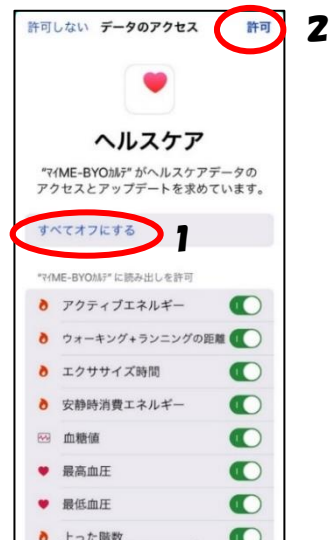 許可しない データのアクセス 許可 2
ヘルスケア
"マイME-BYOカルテ" がヘルスケアデータの
アクセスとアップデートを求めています。
すべてオフにする 1
"マイME-BYOカルテ" に読み出しを許可
アクティブエネルギー
ウォーキング+ランニングの距離
エクササイズ時間
安静時消費エネルギー
血糖値
最高血圧
最低血圧
上った階数